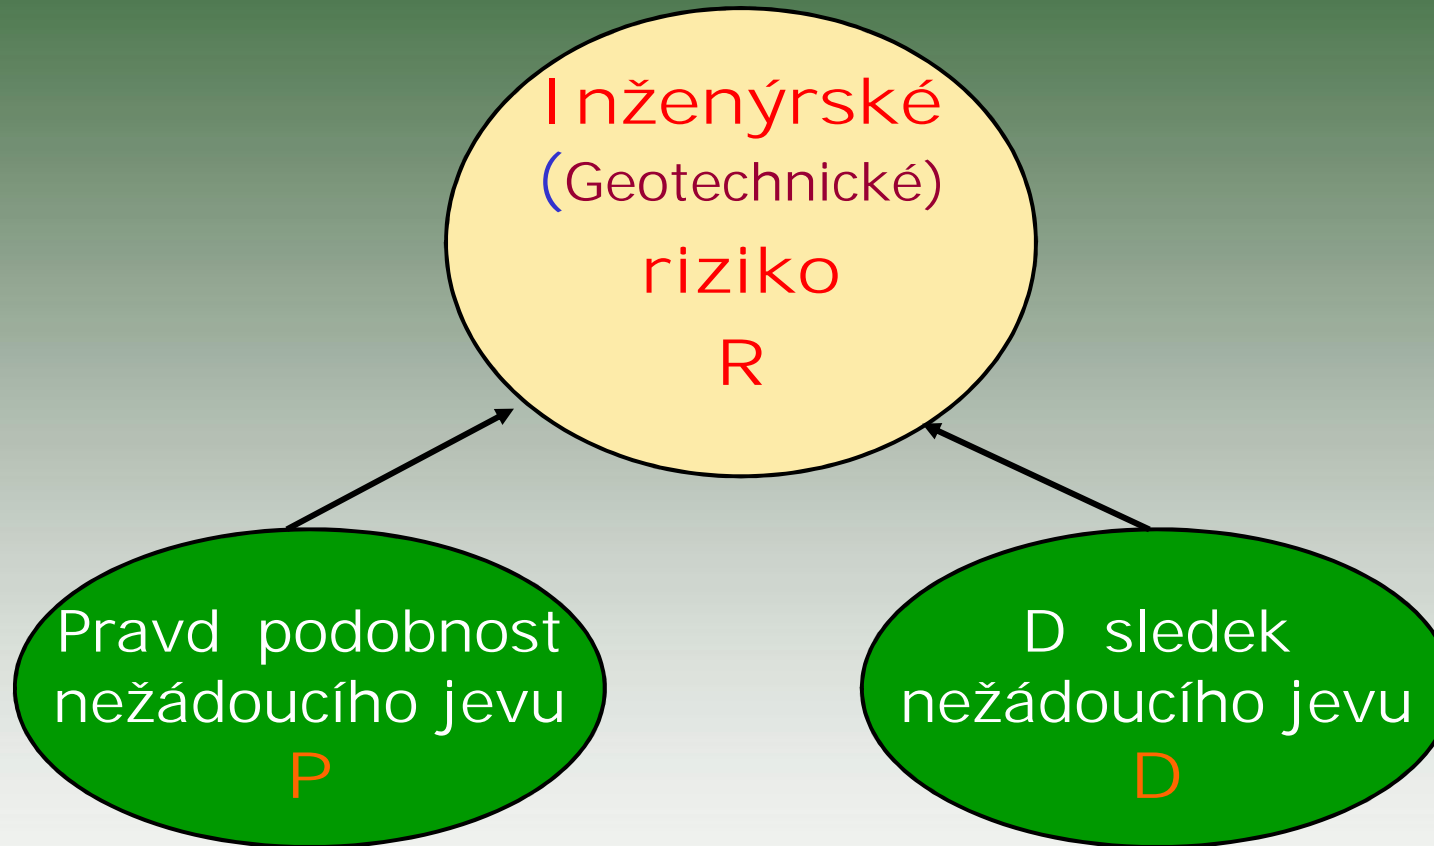 Inženýrské
(Geotechnické)
riziko
R
Pravd podobnost
nežádoucího jevu
P
D sledek
nežádoucího jevu
D